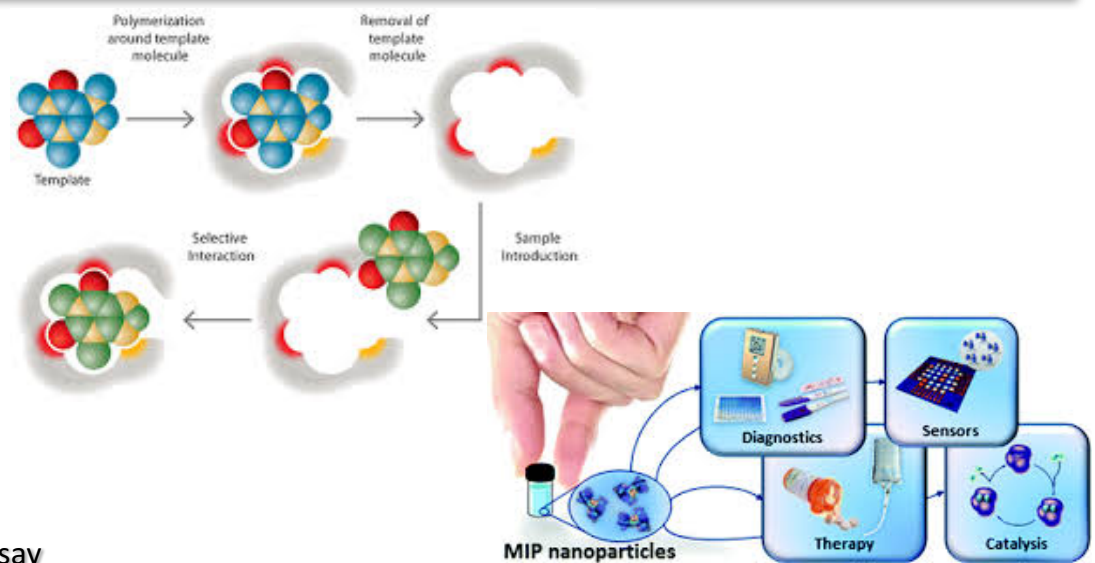 Polymerization
around template
molecule
Removal of
template
molecule
Template
Selective
Interaction
Sample
Introduction
Diagnostics
Sensors
Therapy
Catalysis
MIP nanoparticles